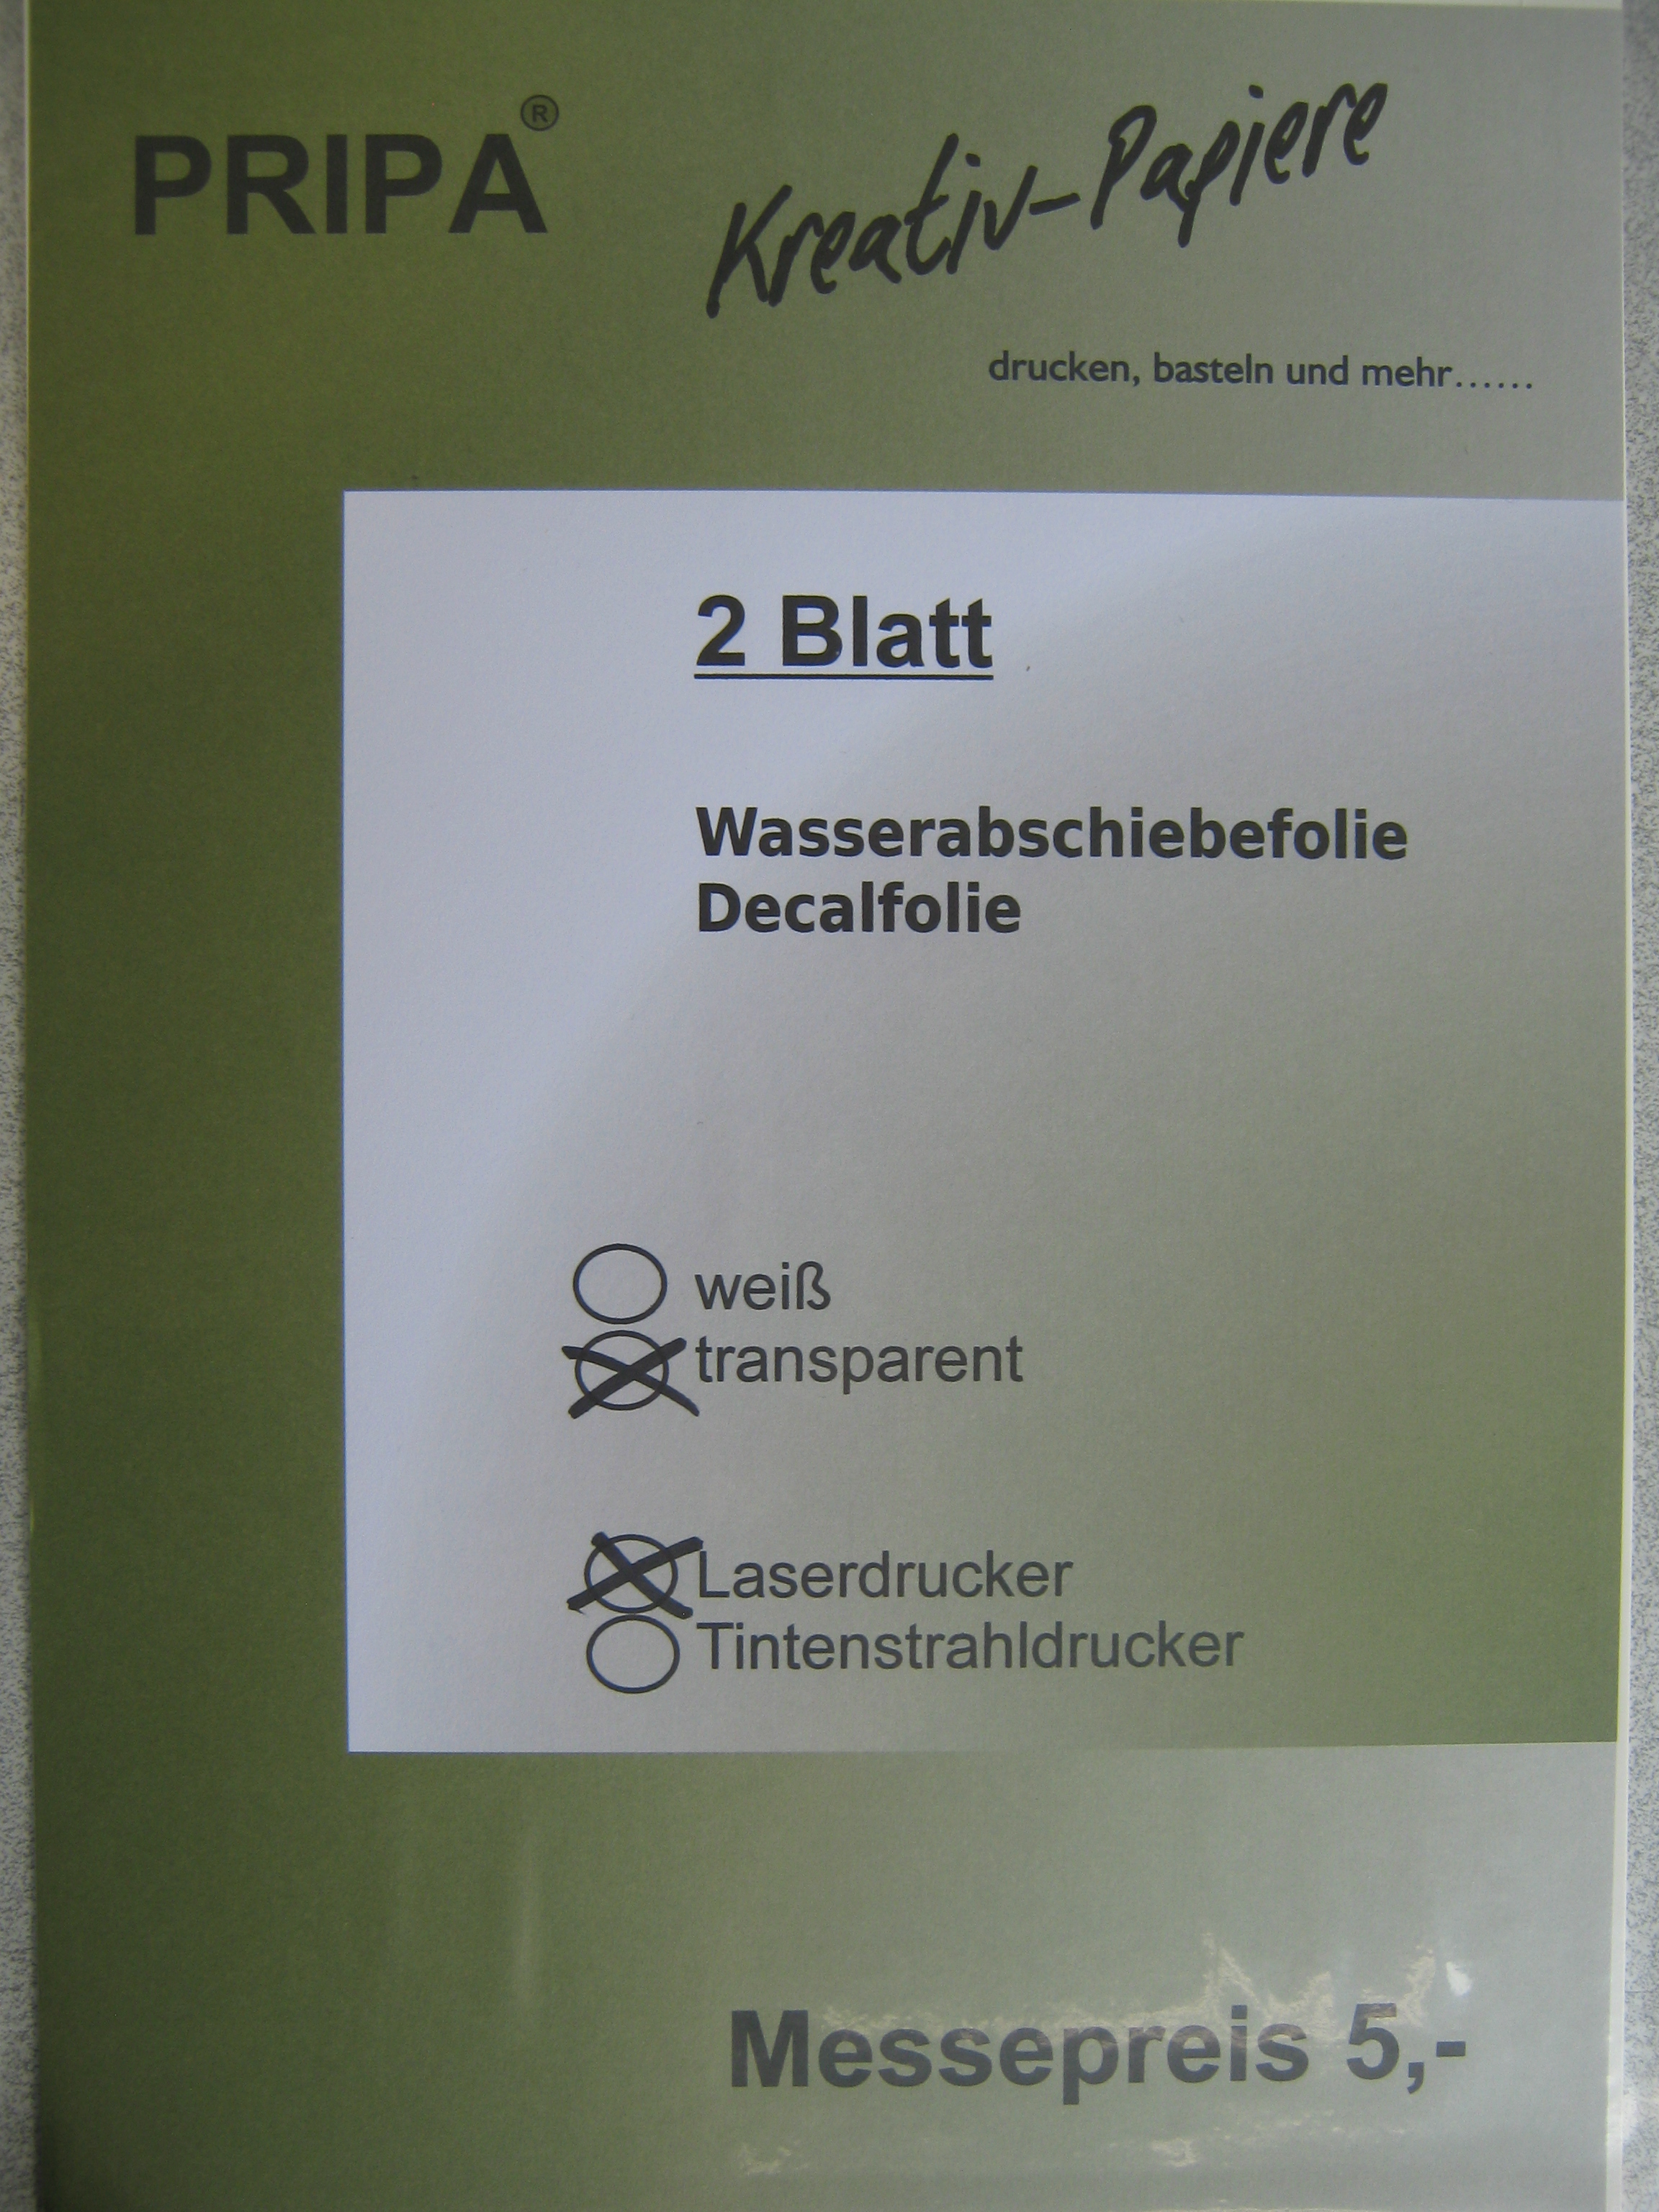 PRIPA®
Kreativ-Papiere
drucken, basteln und mehr......
2 Blatt
Wasserabschiebefolie
Decalfolie
weiß
transparent
Laserdrucker
Tintenstrahldrucker
Messepreis 5,-